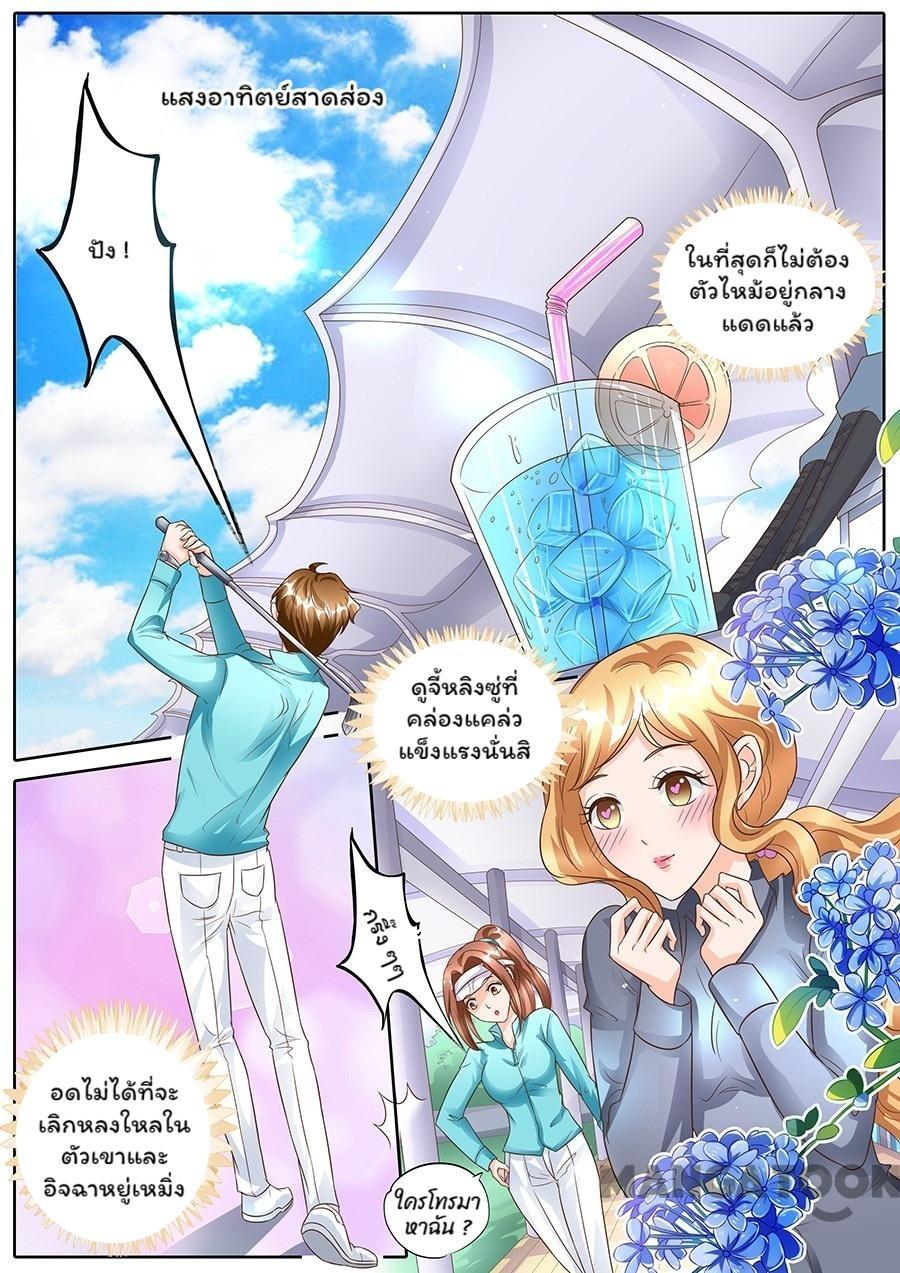 แสงอาทิตย์สาดส่อง
ปัง !
ในที่สุดก็ไม่ต้อง
ตัวไหม้อยู่กลาง
แดดแล้ว
ดูจี้หลิงซู่ที่
คล่องแคล่ว
แข็งแรงนั่นสิ
กริ๊ง ๆๆ
อดไม่ได้ที่จะ
เลิกหลงใหลใน
ตัวเขาและ
อิจฉาหยู่เหมิ่ง
ใครโทรมา
หาฉัน ?
MANGATOON